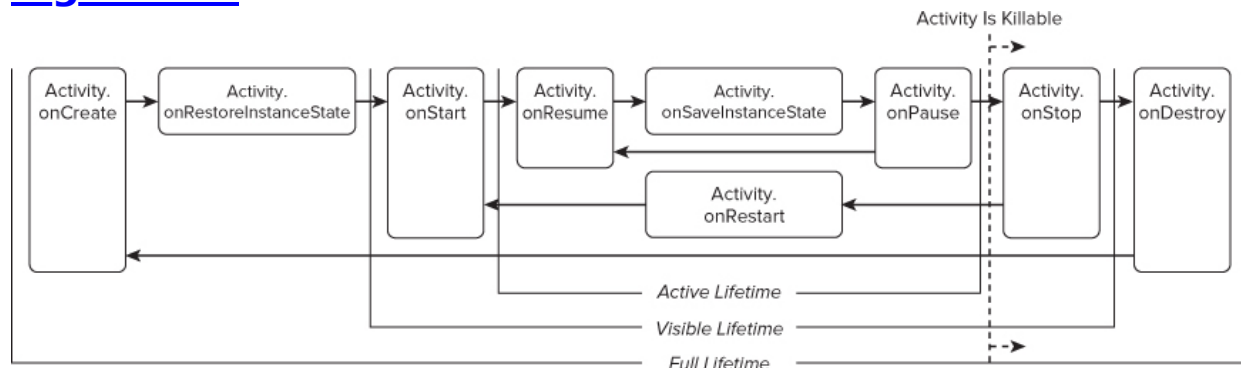 Activity Is Killable
Activity.
onCreate
Activity.
onRestoreInstanceState
Activity.
onStart
Activity.
onResume
Activity.
onSaveInstanceState
Activity.
onPause
Activity.
onStop
Activity.
onDestroy
Activity.
onRestart
Active Lifetime
Visible Lifetime
Full Lifetime